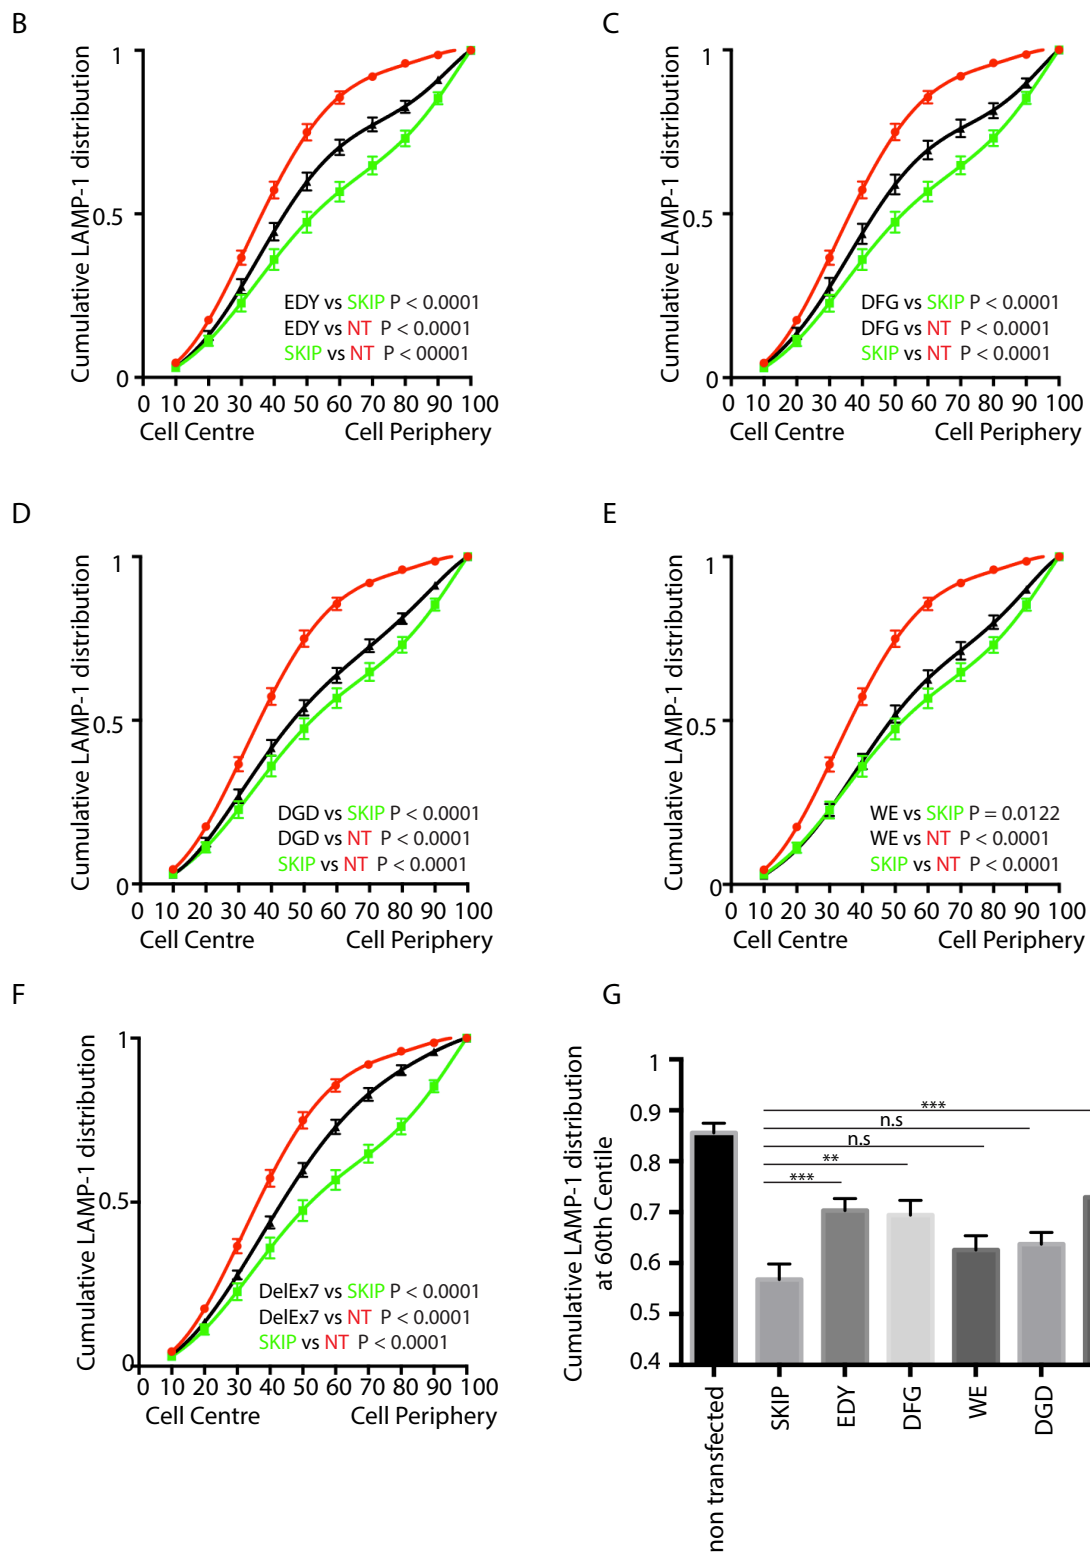 B
Cumulative LAMP-1 distribution
1
0.5
0
EDY vs SKIP P < 0.0001
EDY vs NT P < 0.0001
SKIP vs NT P < 00001
0 10 20 30 40 50 60 70 80 90 100
Cell Centre Cell Periphery
C
Cumulative LAMP-1 distribution
1
0.5
0
DFG vs SKIP P < 0.0001
DFG vs NT P < 0.0001
SKIP vs NT P < 0.0001
0 10 20 30 40 50 60 70 80 90 100
Cell Centre Cell Periphery
D
Cumulative LAMP-1 distribution
1
0.5
0
DGD vs SKIP P < 0.0001
DGD vs NT P < 0.0001
SKIP vs NT P < 0.0001
0 10 20 30 40 50 60 70 80 90 100
Cell Centre Cell Periphery
E
Cumulative LAMP-1 distribution
1
0.5
0
WE vs SKIP P = 0.0122
WE vs NT P < 0.0001
SKIP vs NT P < 0.0001
0 10 20 30 40 50 60 70 80 90 100
Cell Centre Cell Periphery
F
Cumulative LAMP-1 distribution
1
0.5
0
DelEx7 vs SKIP P < 0.0001
DelEx7 vs NT P < 0.0001
SKIP vs NT P < 0.0001
0 10 20 30 40 50 60 70 80 90 100
Cell Centre Cell Periphery
G
Cumulative LAMP-1 distribution
at 60th Centile
1
0.9
0.8
0.7
0.6
0.5
0.4
***
n.s
n.s
**
***
non transfected
SKIP
EDY
DFG
WE
DGD